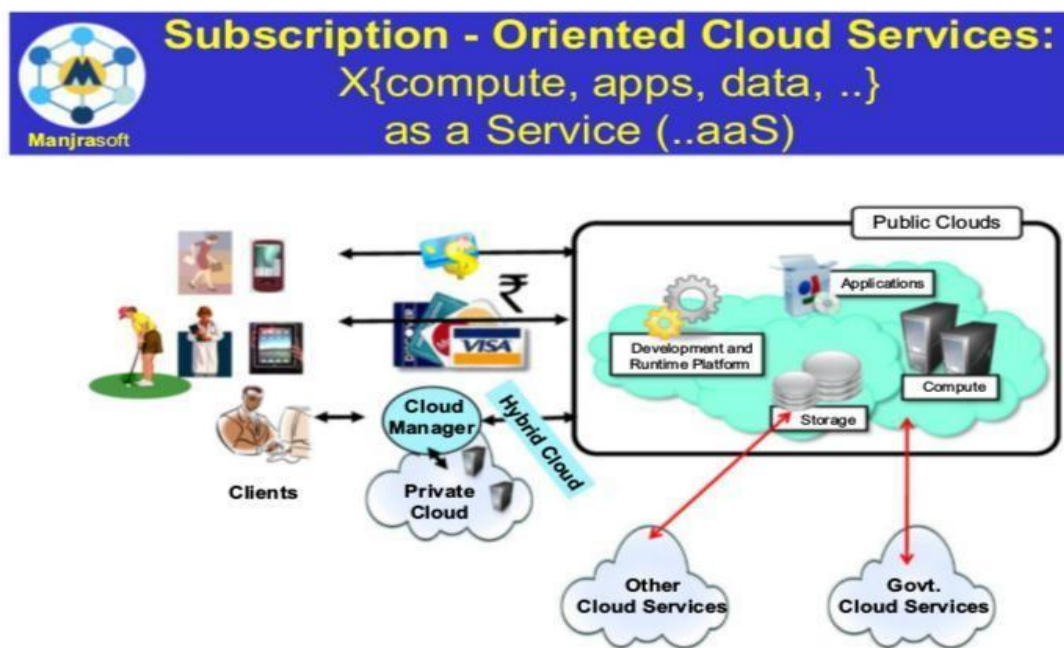 Subscription - Oriented Cloud Services:
X{compute, apps, data, ..}
as a Service (..aaS)
Manjrasoft
Public Clouds
Applications
Development and
Runtime Platform
Compute
Storage
₹
$
DISCOVER
VISA
Cloud
Manager
Hybrid Cloud
Private
Cloud
Clients
Other
Cloud Services
Govt.
Cloud Services